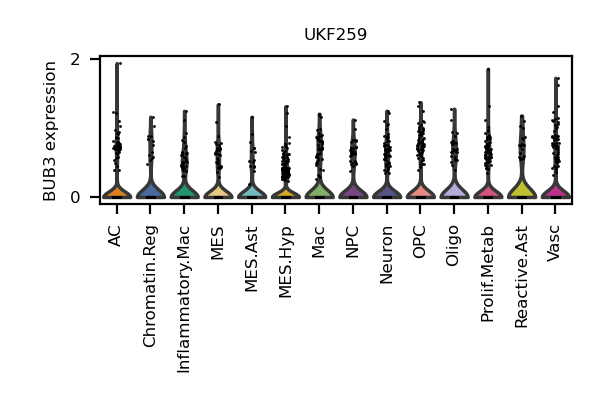 UKF259
BUB3 expression
2
0
AC
Chromatin.Reg
Inflammatory.Mac
MES
MES.Ast
MES.Hyp
Mac
NPC
Neuron
OPC
Oligo
Prolif.Metab
Reactive.Ast
Vasc